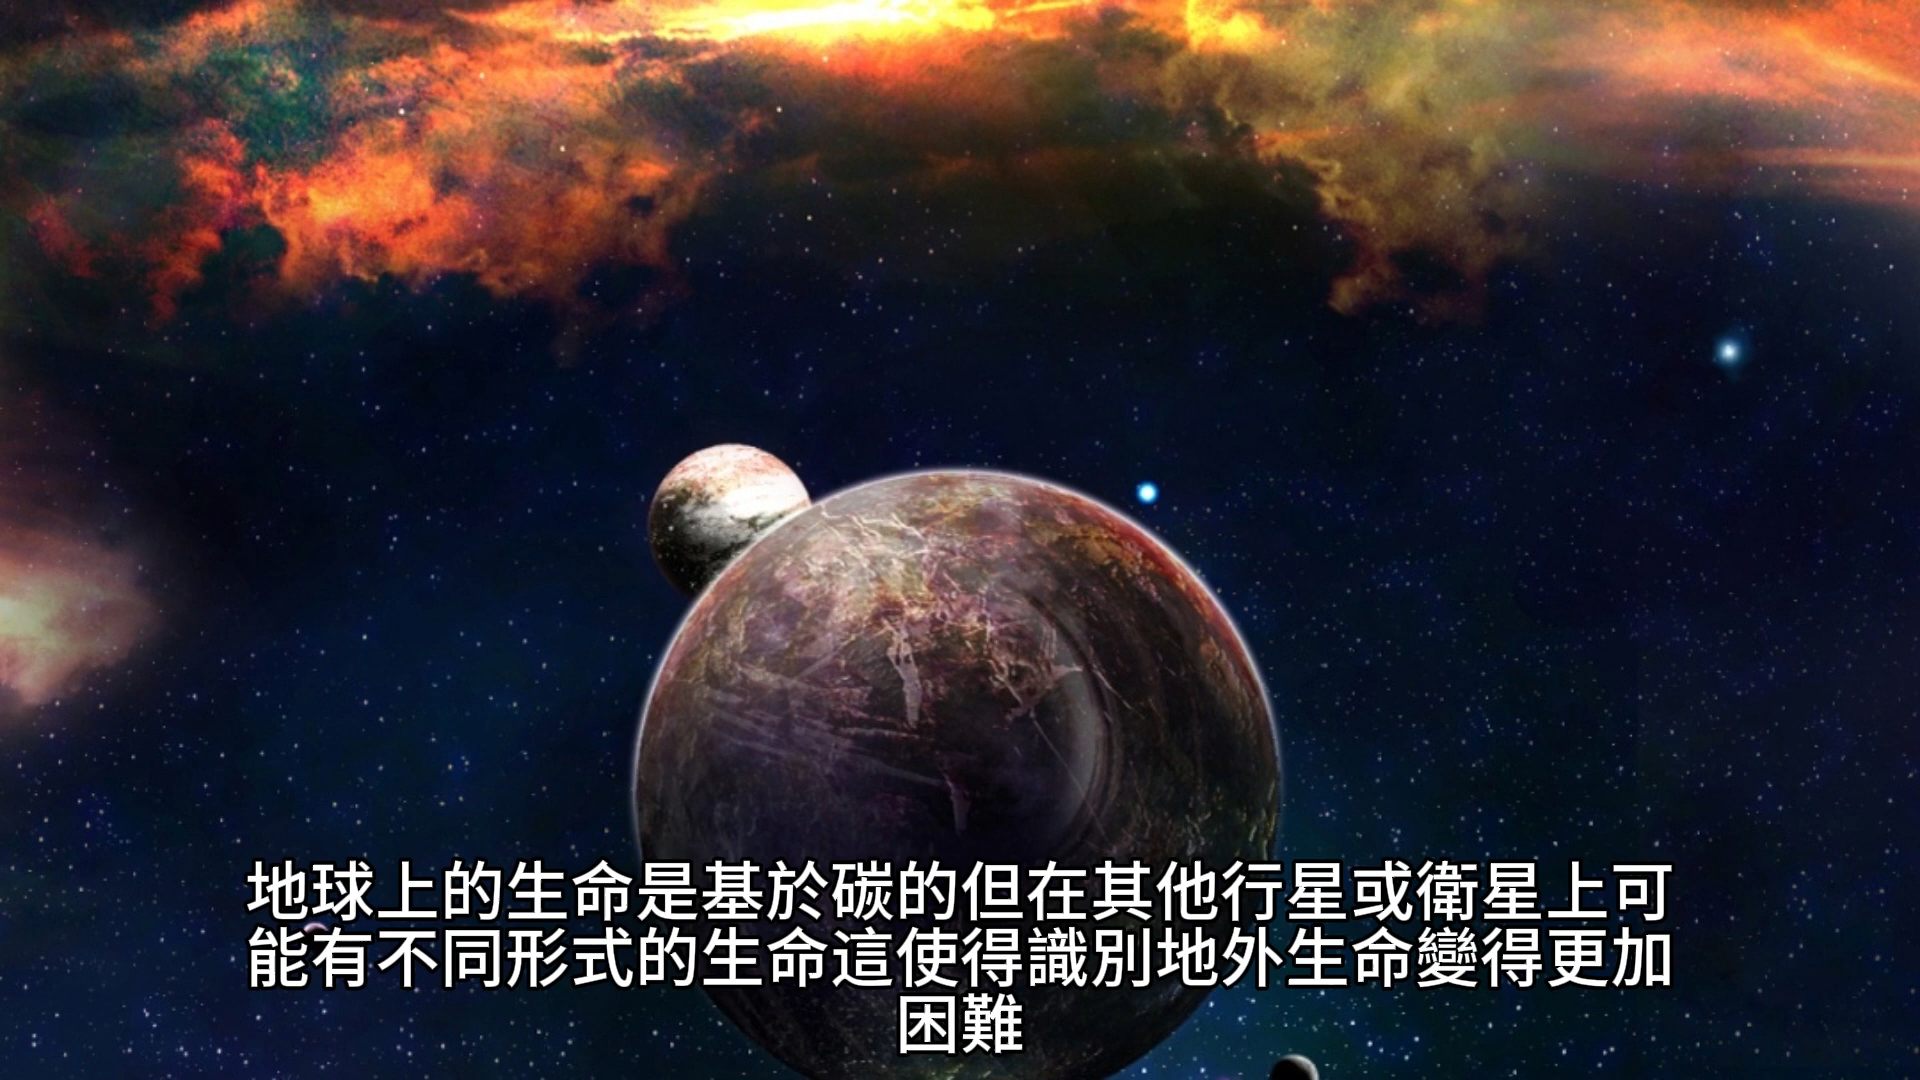 地球上的生命是基於碳的但在其他行星或衛星上可
能有不同形式的生命這使得識別地外生命變得更加
困難